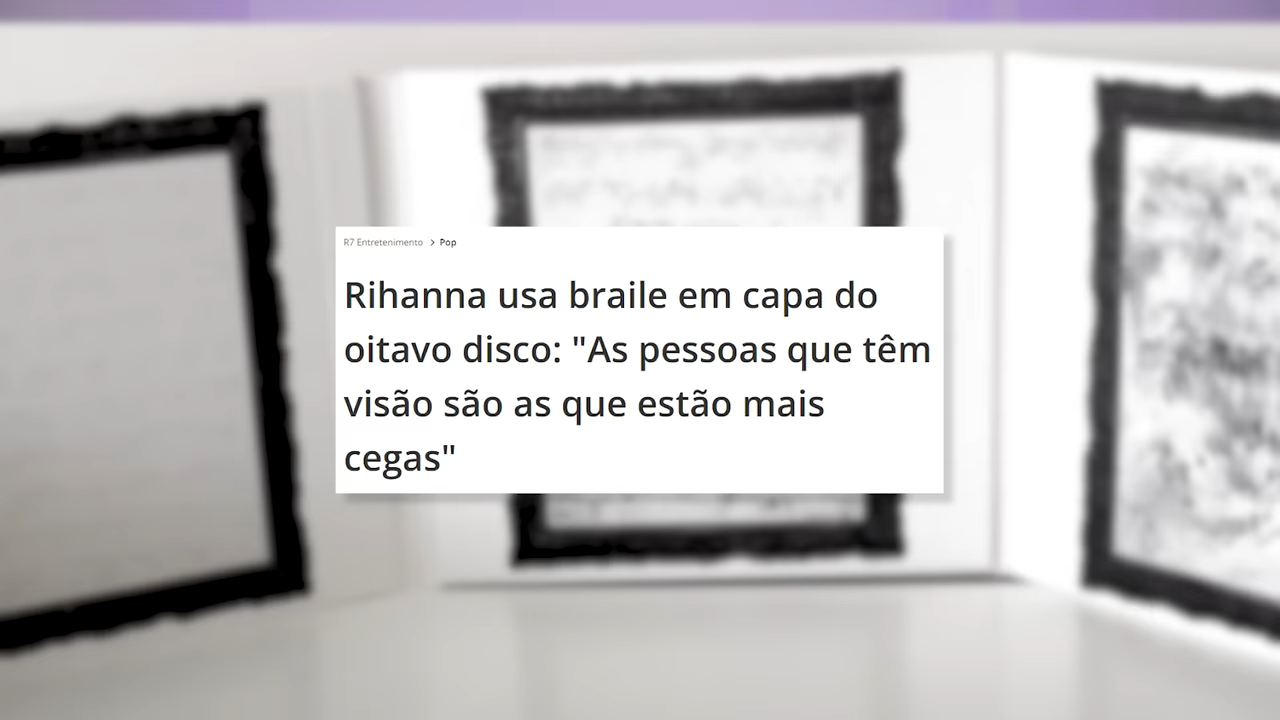 R7 Entretenimento > Pop
Rihanna usa braile em capa do
oitavo disco: "As pessoas que têm
visão são as que estão mais
cegas"